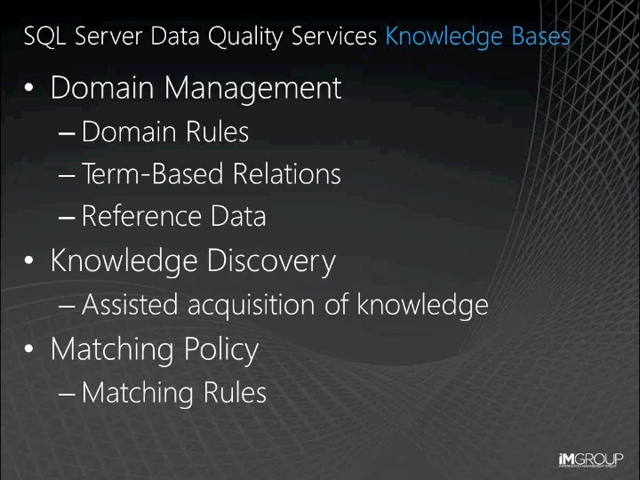 SQL Server Data Quality Services Knowledge Bases
• Domain Management
– Domain Rules
– Term-Based Relations
– Reference Data
• Knowledge Discovery
– Assisted acquisition of knowledge
• Matching Policy
– Matching Rules
iMGROUP